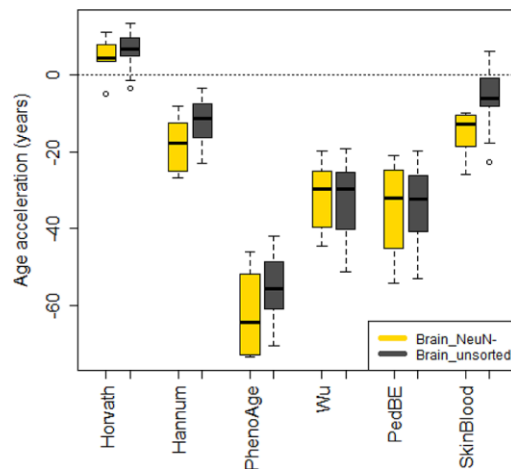 Age acceleration (years)
0
-20
-40
-60
Brain_NeuN-
Brain_unsorted
Horvath
Hannum
PhenoAge
Wu
PedBE
SkinBlood